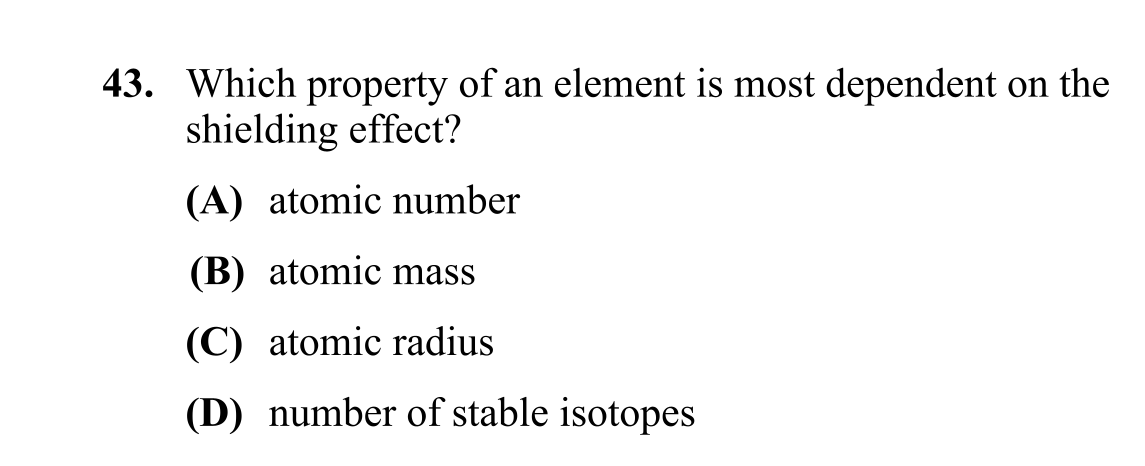 43. Which property of an element is most dependent on the
shielding effect?
(A) atomic number
(B) atomic mass
(C) atomic radius
(D) number of stable isotopes